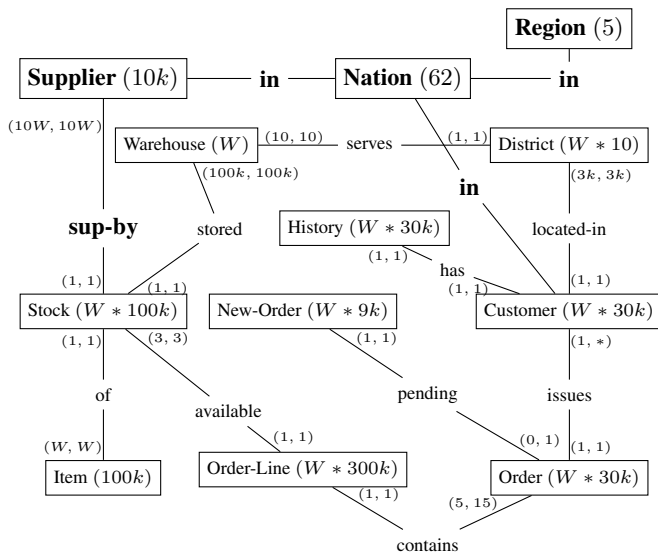 Region (5)
Supplier (10k)
in
Nation (62)
in
(10W, 10W)
Warehouse (W)
(10, 10)
serves
(1, 1)
District (W ∗ 10)
(100k, 100k)
(3k, 3k)
in
sup-by
stored
History (W ∗ 30k)
located-in
(1, 1)
has
(1, 1)
(1, 1)
(1, 1)
(1, 1)
Stock (W ∗ 100k)
New-Order (W ∗ 9k)
Customer (W ∗ 30k)
(1, 1)
(3, 3)
(1, 1)
(1, ∗)
of
pending
issues
available
(W, W)
(1, 1)
(0, 1)
(1, 1)
Item (100k)
Order-Line (W ∗ 300k)
Order (W ∗ 30k)
(1, 1)
(5, 15)
contains